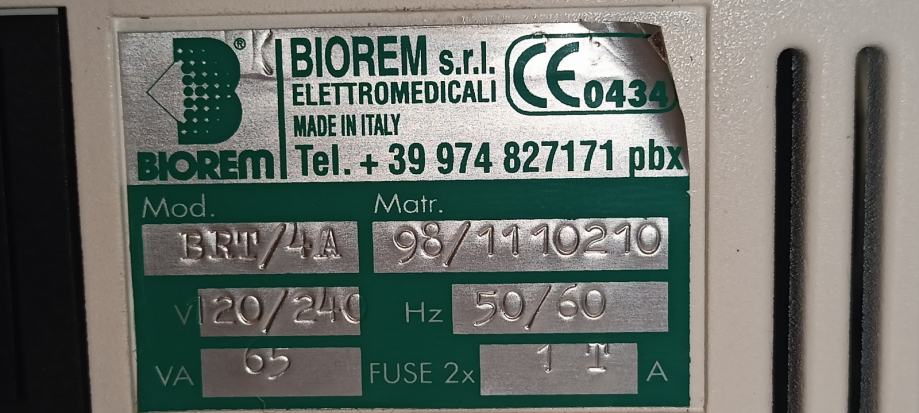 BIOREM s.r.l.
ELETTROMEDICALI
CE 0434
MADE IN ITALY
BIOREM ®
Tel. + 39 974 827171 pbx
Mod. Matr.
BRT/4A 98/1110210
V 120/240 Hz 50/60
VA 65 FUSE 2x 1 T A